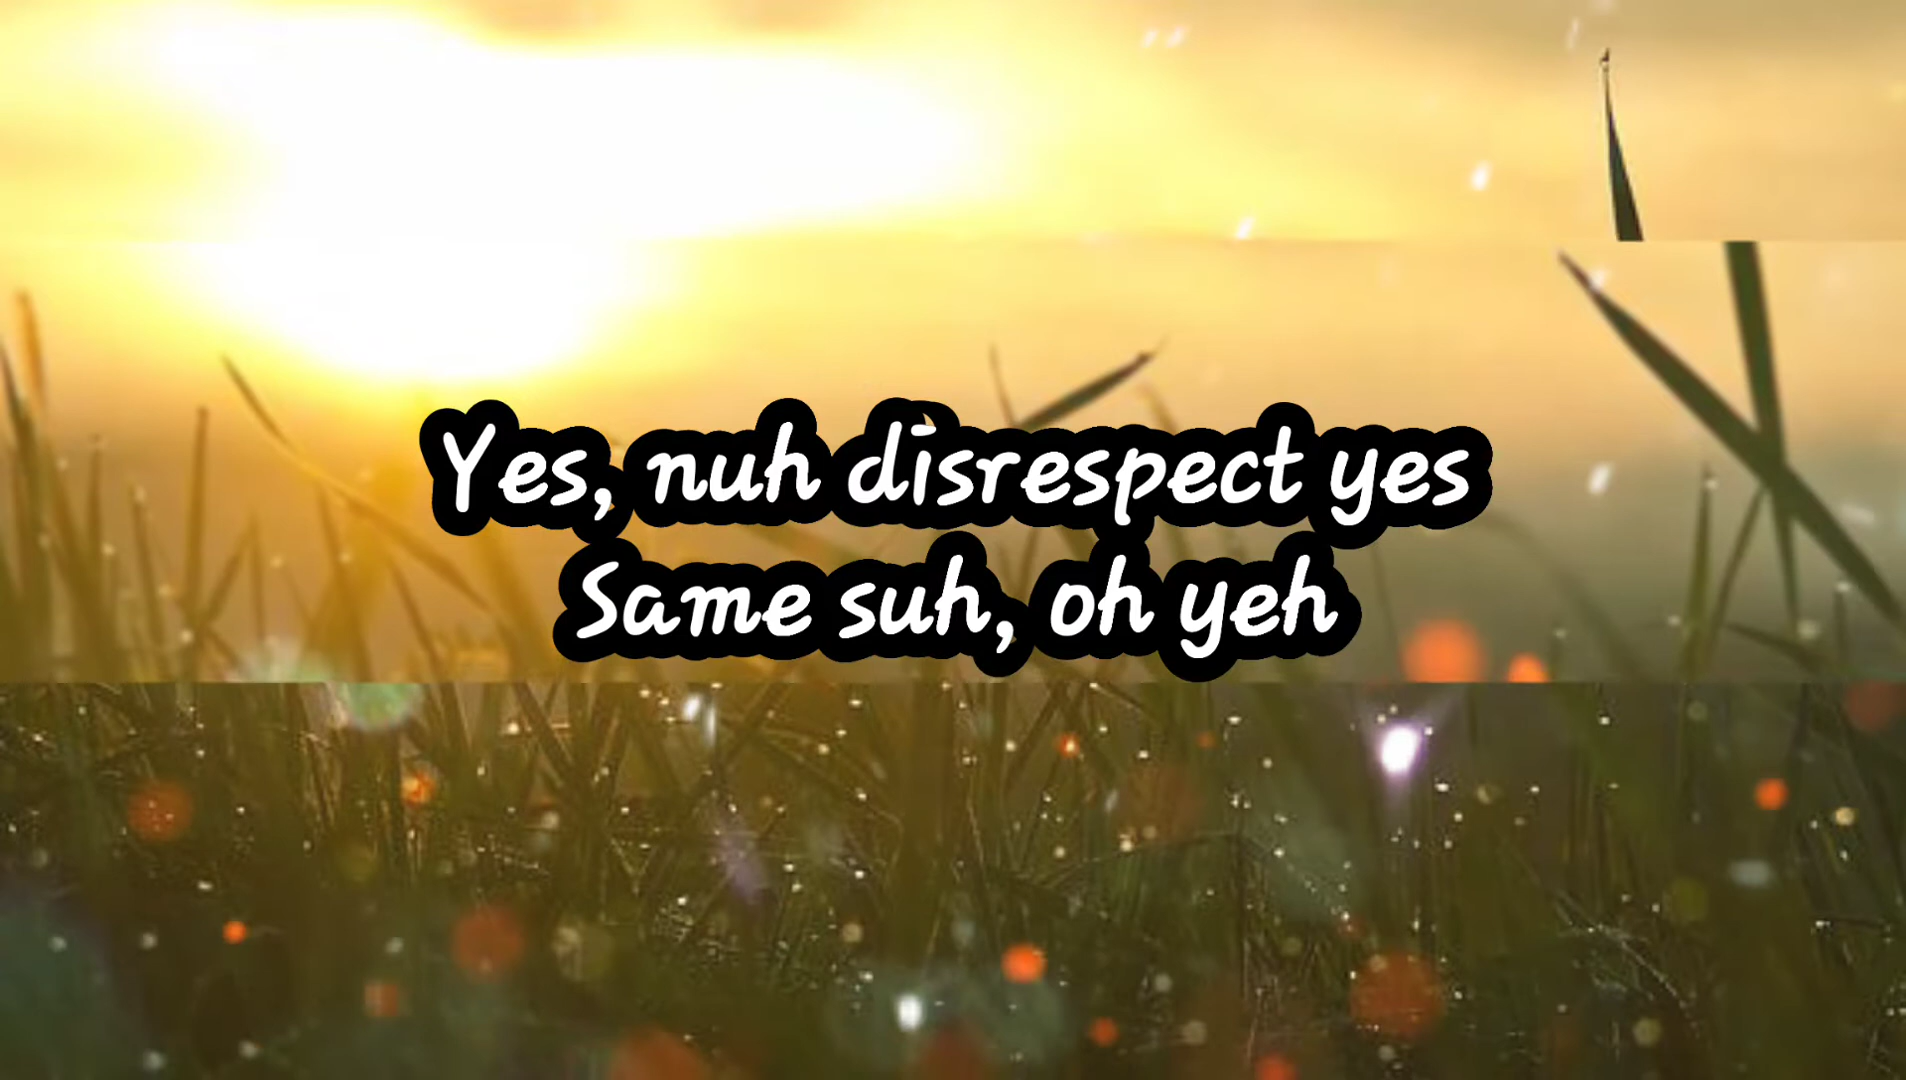 Yes, nuh disrespect yes
Same suh, oh yeh